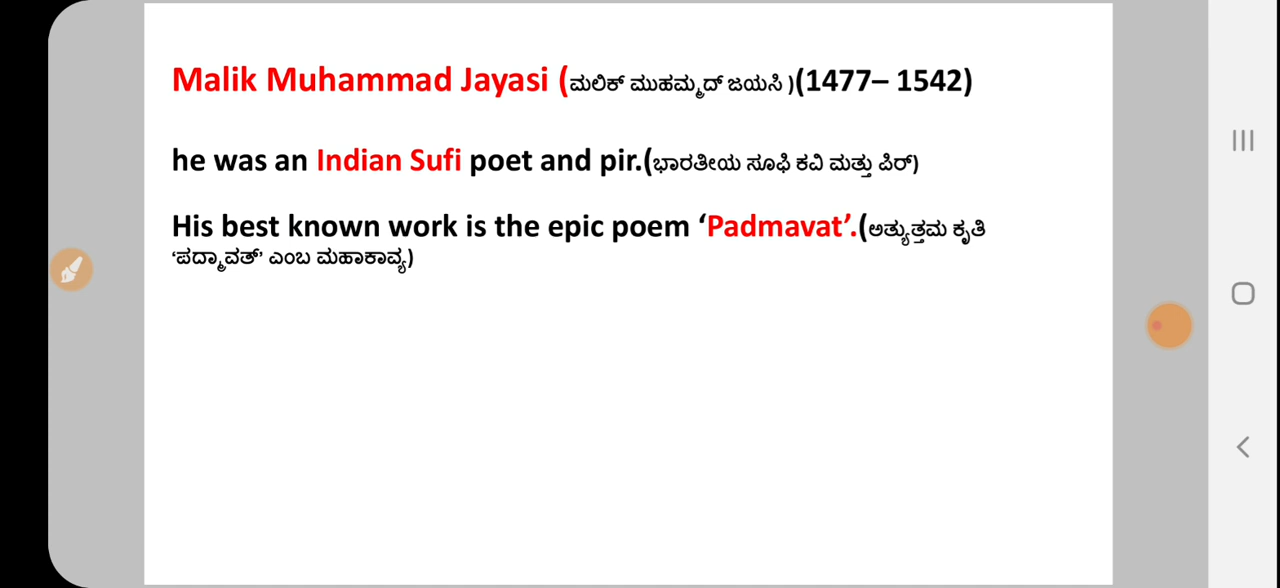 Malik Muhammad Jayasi (ಮಲಿಕ್ ಮುಹಮ್ಮದ್ ಜಯಸಿ )(1477– 1542)
he was an Indian Sufi poet and pir.(ಭಾರತೀಯ ಸೂಫಿ ಕವಿ ಮತ್ತು ಪಿರ್)
His best known work is the epic poem ‘Padmavat’.(ಅತ್ಯುತ್ತಮ ಕೃತಿ
‘ಪದ್ಮಾವತ್’ ಎಂಬ ಮಹಾಕಾವ್ಯ)